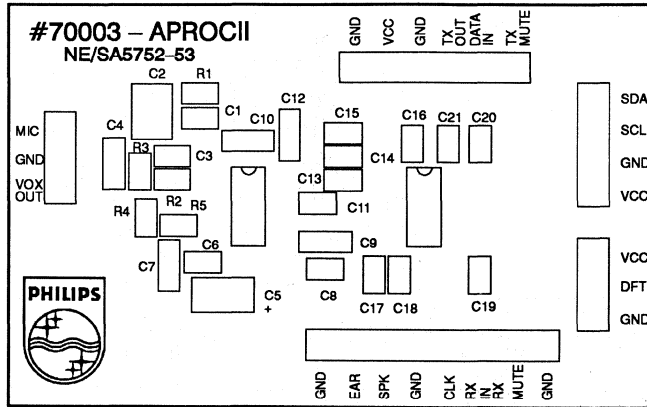 #70003 – APROCII
NE/SA5752–53
GND
VCC
GND
TX
OUT
DATA
IN
TX
MUTE
C2
R1
C1
C12
C10
C4
R3
C3
C15
C14
C13
C11
C16
C21
C20
MIC
GND
VOX
OUT
SDA
SCL
GND
VCC
R4
R2
R5
C7
C6
C5
+
C9
C8
C17
C18
C19
VCC
DFT
GND
PHILIPS
GND
EAR
SPK
GND
CLK
RX
IN
RX
MUTE
GND